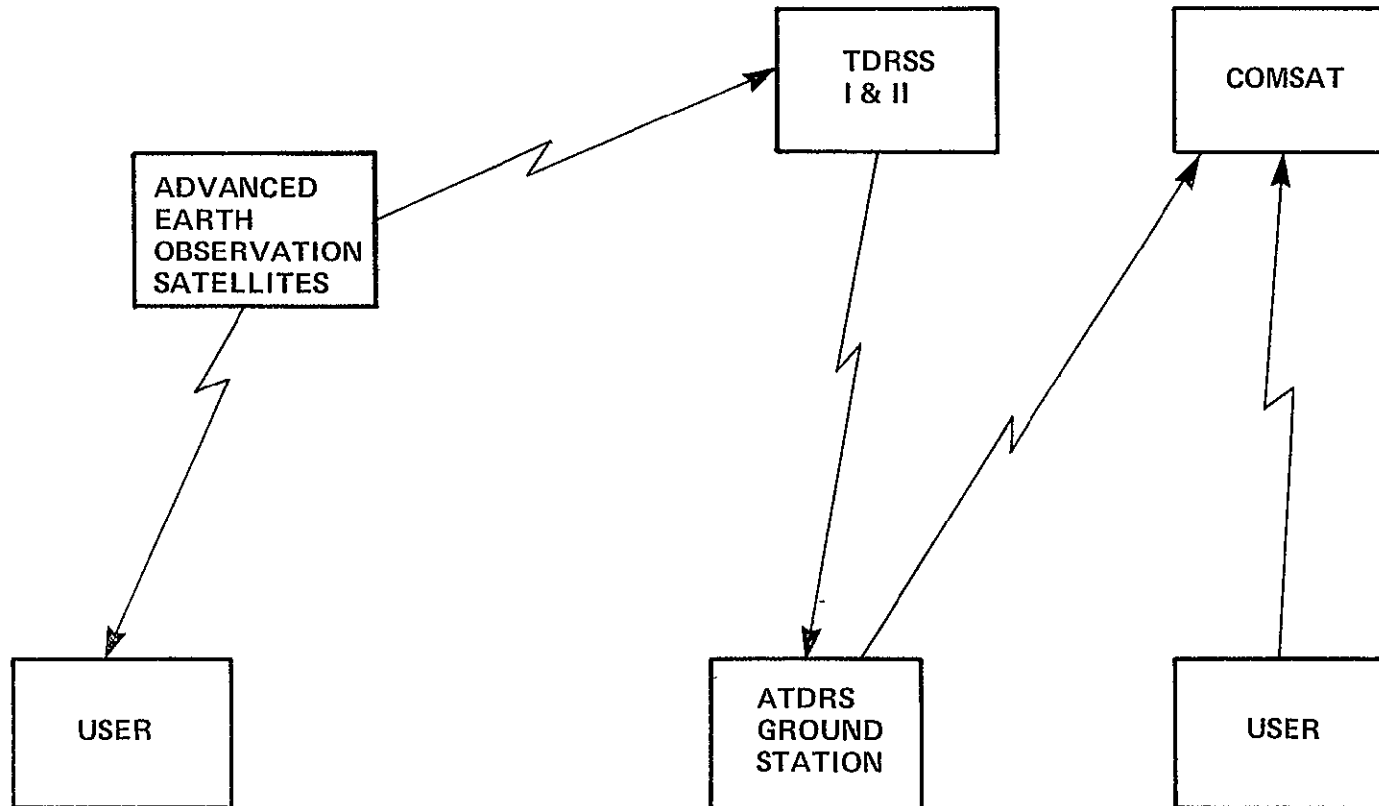 TDRSS
I & II
COMSAT
ADVANCED
EARTH
OBSERVATION
SATELLITES
USER
ATDRS
GROUND
STATION
USER